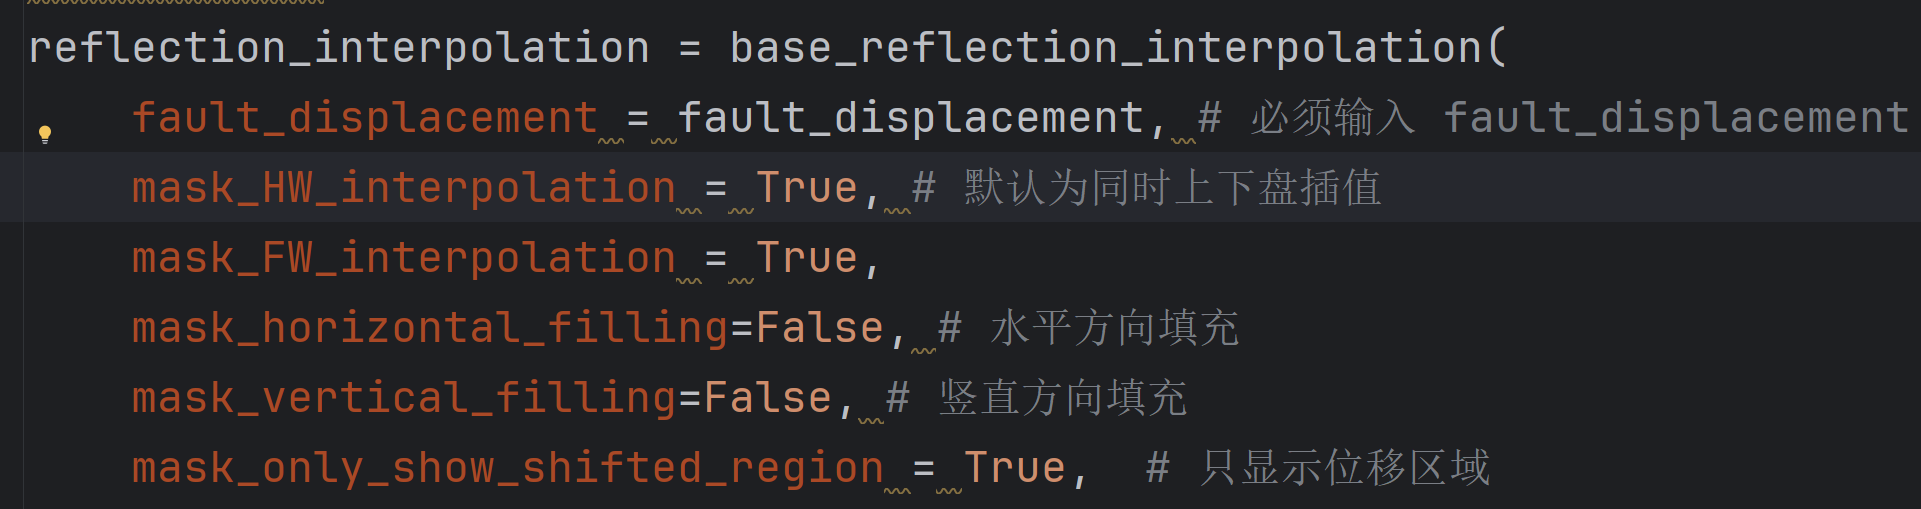 reflection_interpolation = base_reflection_interpolation(
fault_displacement = fault_displacement, # 必须输入 fault_displacement
mask_HW_interpolation = True, # 默认为同时上下盘插值
mask_FW_interpolation = True,
mask_horizontal_filling=False, # 水平方向填充
mask_vertical_filling=False, # 竖直方向填充
mask_only_show_shifted_region = True,  # 只显示位移区域